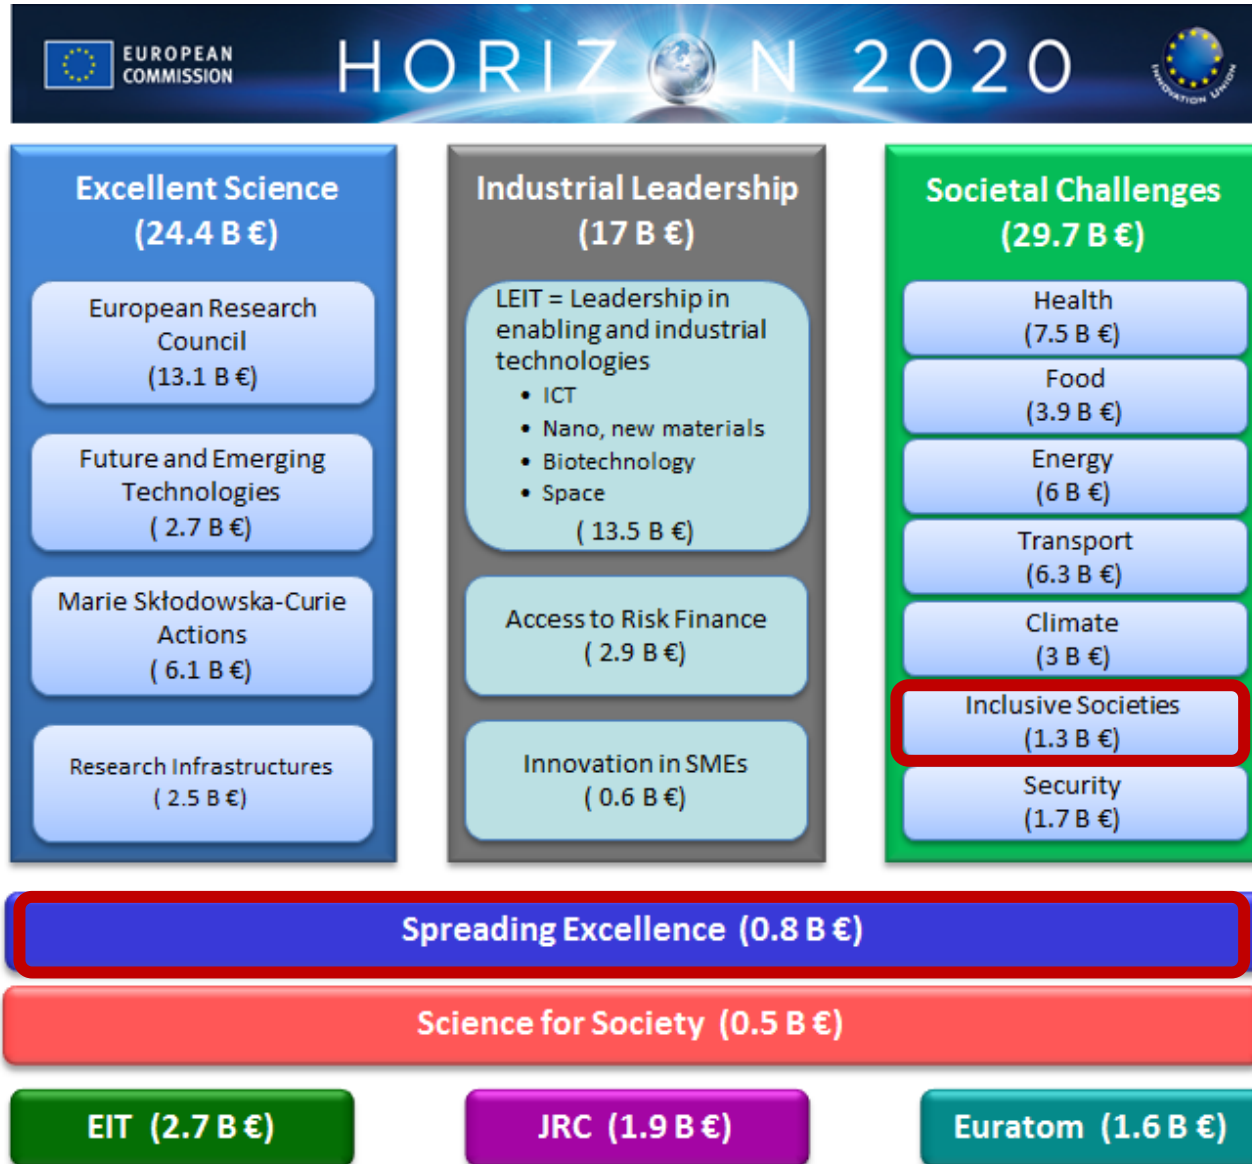 EUROPEAN
COMMISSION
HORIZON 2020
INNOVATION UNION
Excellent Science
(24.4 B €)
European Research
Council
(13.1 B €)
Future and Emerging
Technologies
( 2.7 B €)
Marie Skłodowska-Curie
Actions
( 6.1 B €)
Research Infrastructures
( 2.5 B €)
Industrial Leadership
(17 B €)
LEIT = Leadership in
enabling and industrial
technologies
• ICT
• Nano, new materials
• Biotechnology
• Space
( 13.5 B €)
Access to Risk Finance
( 2.9 B €)
Innovation in SMEs
( 0.6 B €)
Societal Challenges
(29.7 B €)
Health
(7.5 B €)
Food
(3.9 B €)
Energy
(6 B €)
Transport
(6.3 B €)
Climate
(3 B €)
Inclusive Societies
(1.3 B €)
Security
(1.7 B €)
Spreading Excellence (0.8 B €)
Science for Society (0.5 B €)
EIT (2.7 B €)
JRC (1.9 B €)
Euratom (1.6 B €)